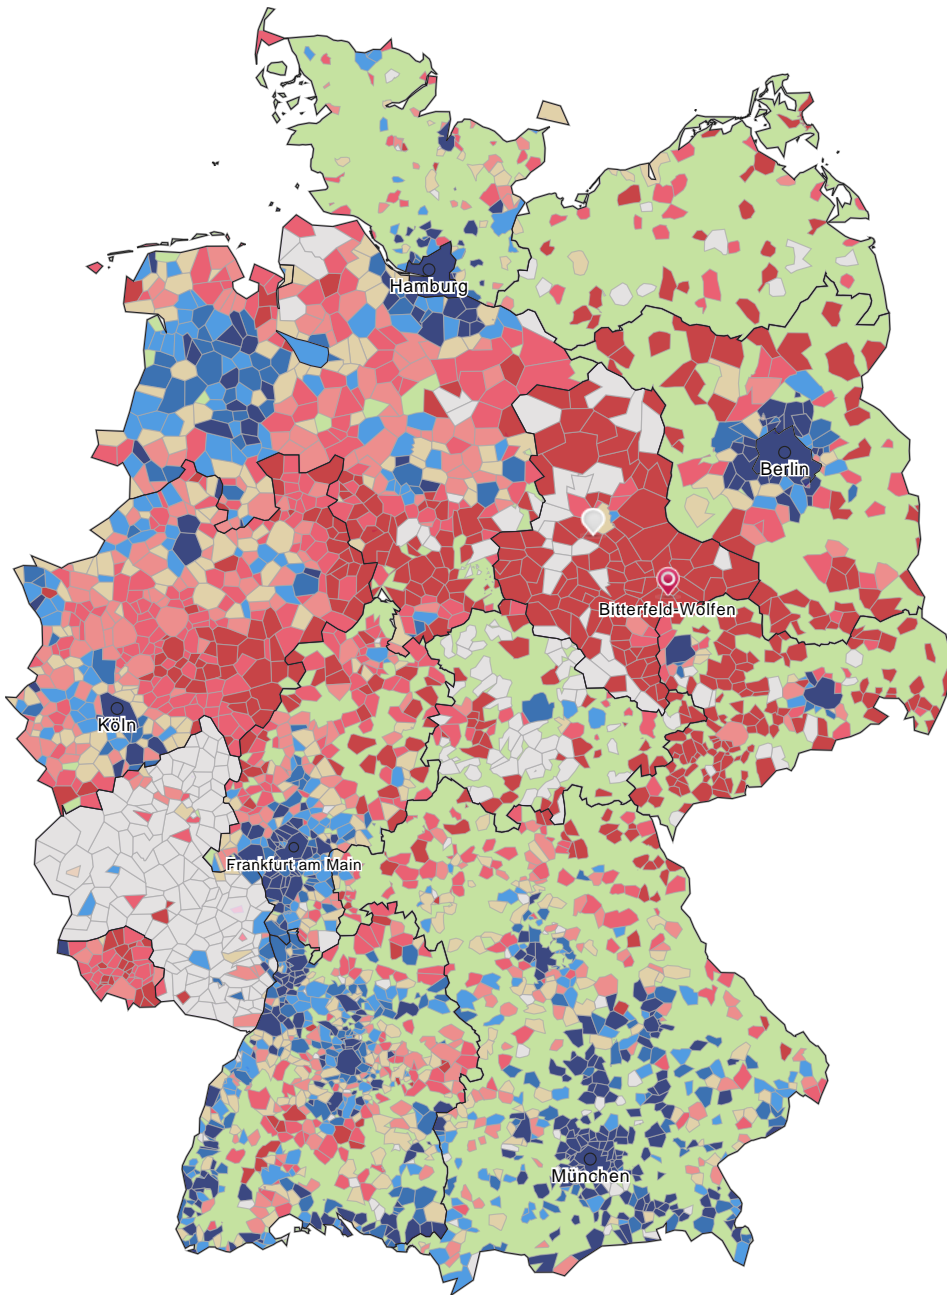 Hamburg
Berlin
Bitterfeld-Wolfen
Köln
Frankfurt am Main
München